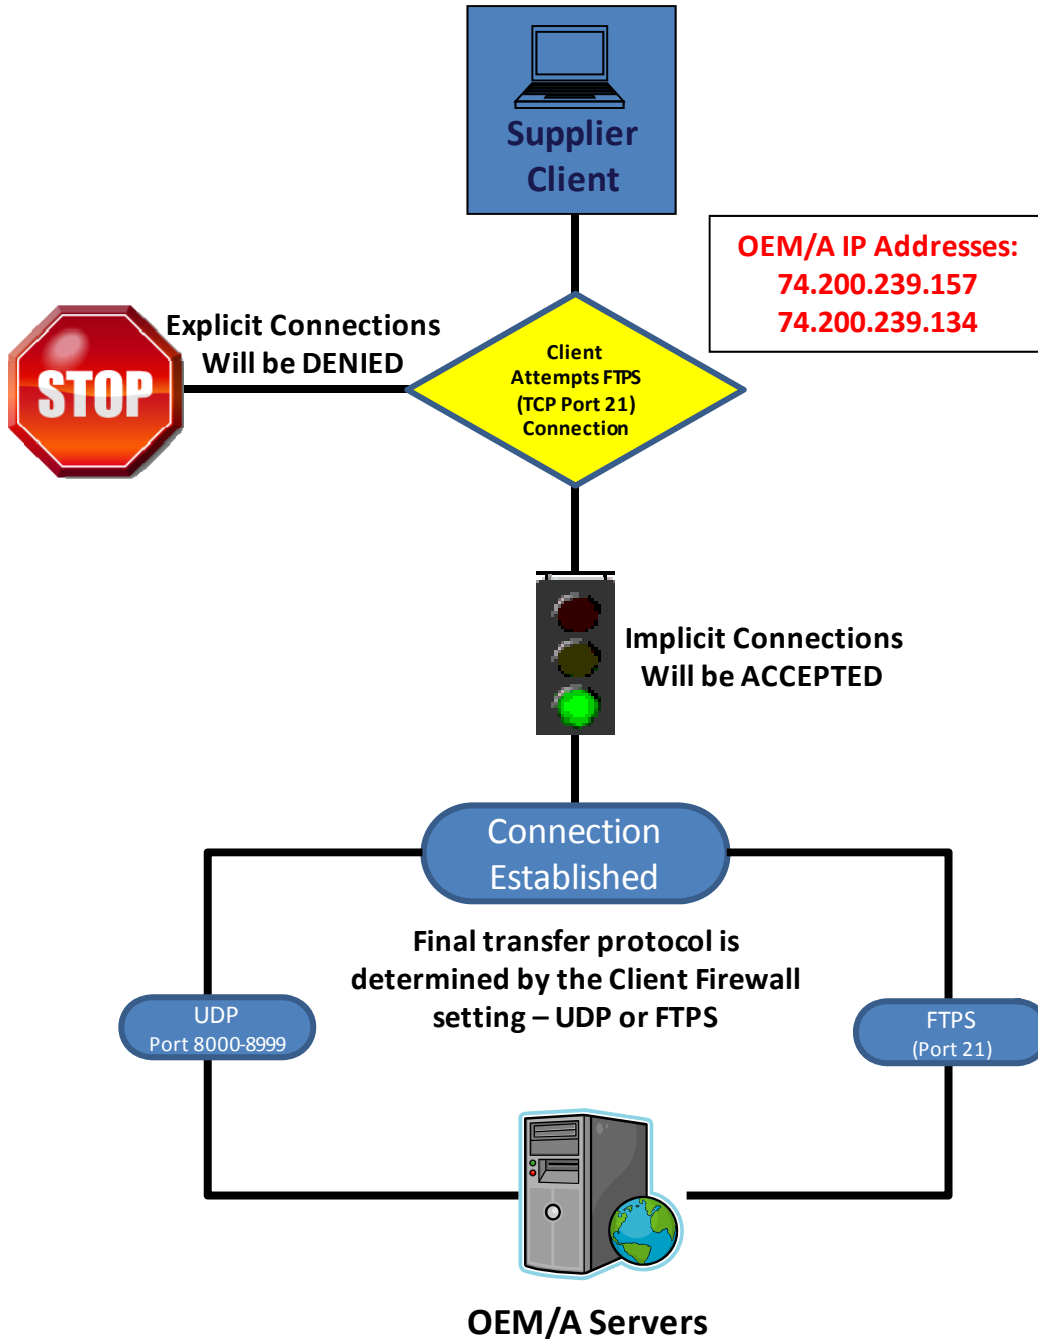 Supplier
Client
OEM/A IP Addresses:
74.200.239.157
74.200.239.134
Explicit Connections
Will be DENIED
STOP
Client
Attempts FTPS
(TCP Port 21)
Connection
Implicit Connections
Will be ACCEPTED
Connection
Established
Final transfer protocol is
determined by the Client Firewall
setting – UDP or FTPS
UDP
Port 8000-8999
FTPS
(Port 21)
OEM/A Servers